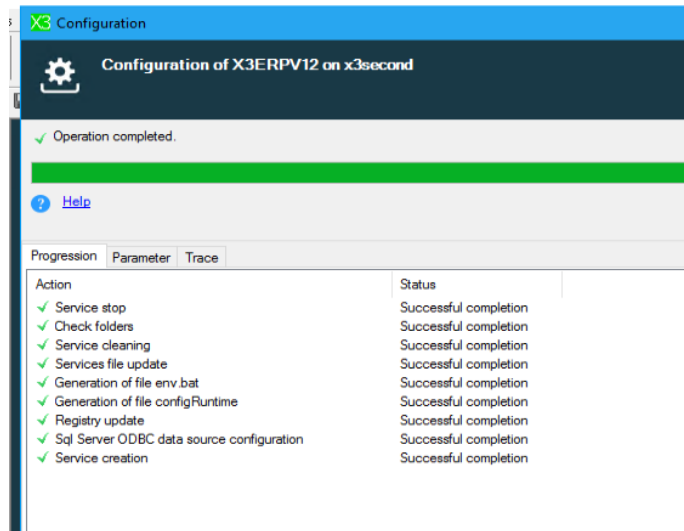 X3 Configuration
Configuration of X3ERPV12 on x3second
Operation completed.
? Help
Progression Parameter Trace
Action Status
Service stop Successful completion
Check folders Successful completion
Service cleaning Successful completion
Services file update Successful completion
Generation of file env.bat Successful completion
Generation of file configRuntime Successful completion
Registry update Successful completion
Sql Server ODBC data source configuration Successful completion
Service creation Successful completion